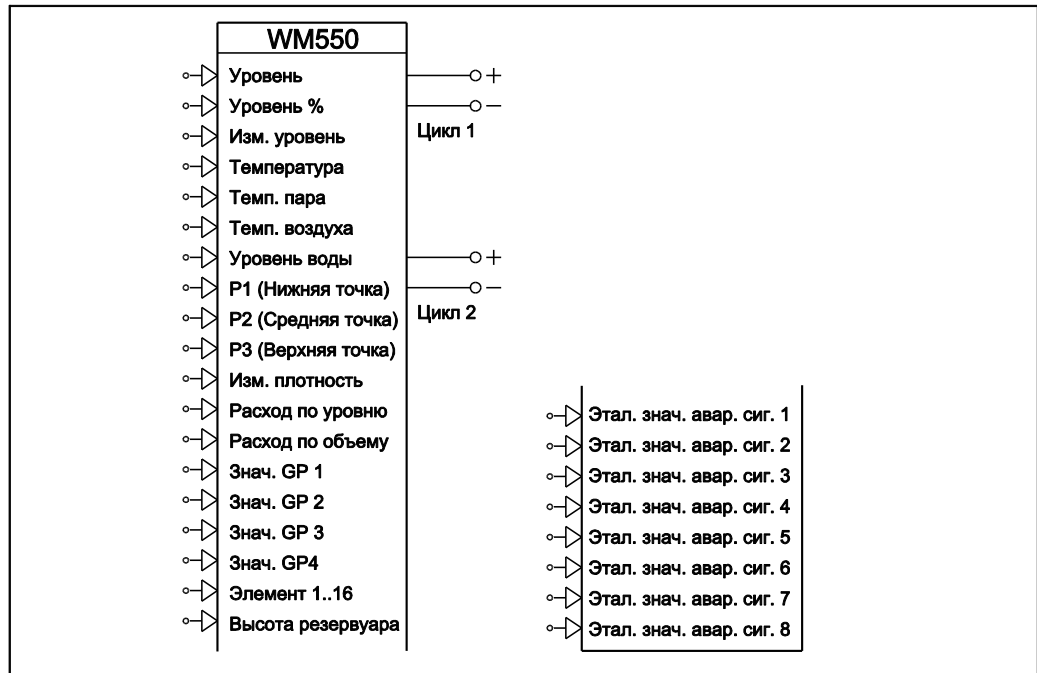 WM550
Уровень
+
Уровень %
−
Изм. уровень
Цикл 1
Температура
Темп. пара
Темп. воздуха
Уровень воды
+
P1 (Нижняя точка)
−
P2 (Средняя точка)
Цикл 2
P3 (Верхняя точка)
Изм. плотность
Расход по уровню
Расход по объему
Знач. GP 1
Знач. GP 2
Знач. GP 3
Знач. GP4
Элемент 1..16
Высота резервуара
Этал. знач. авар. сиг. 1
Этал. знач. авар. сиг. 2
Этал. знач. авар. сиг. 3
Этал. знач. авар. сиг. 4
Этал. знач. авар. сиг. 5
Этал. знач. авар. сиг. 6
Этал. знач. авар. сиг. 7
Этал. знач. авар. сиг. 8